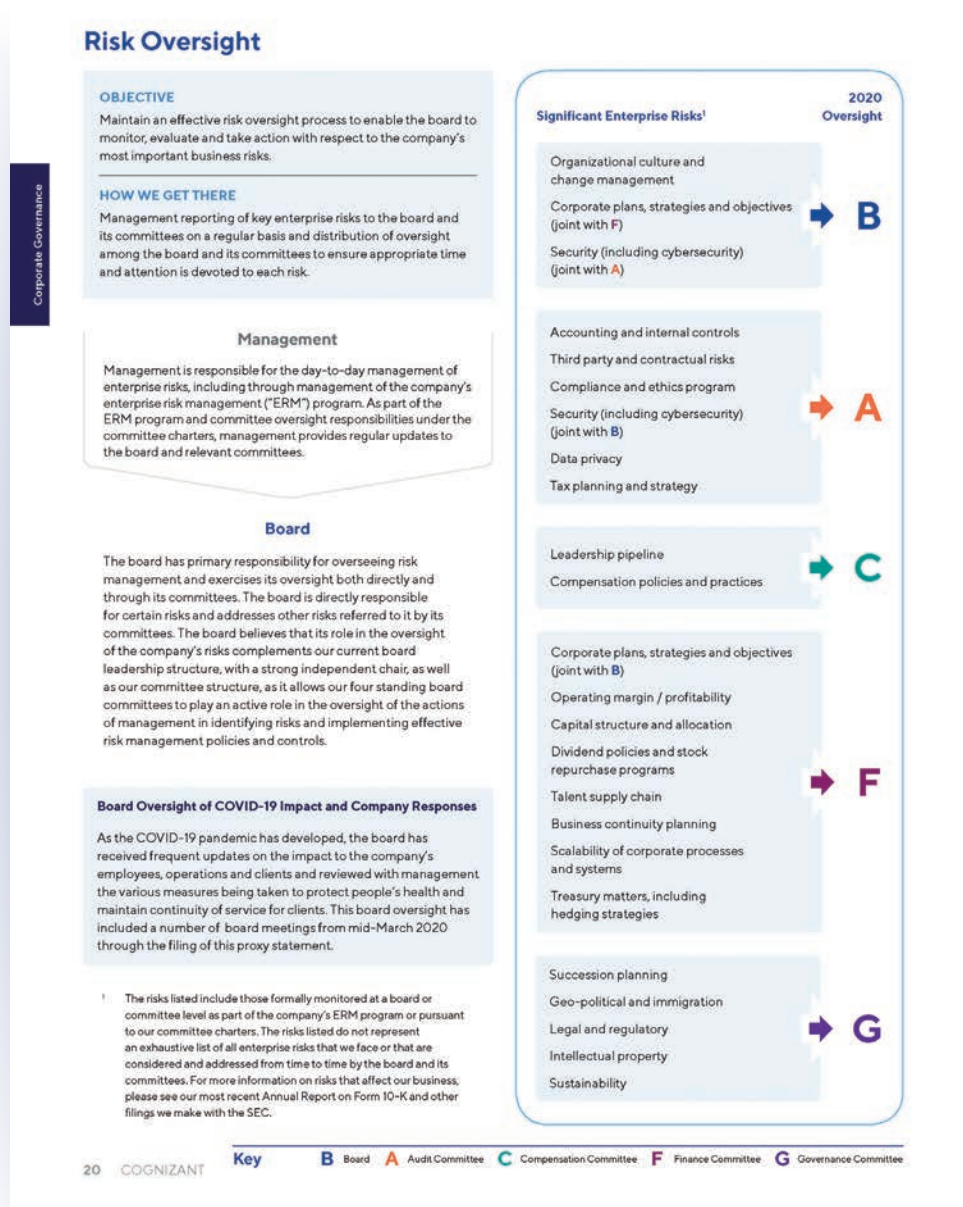 Risk Oversight
OBJECTIVE
Maintain an effective risk oversight process to enable the board to
monitor, evaluate and take action with respect to the company's
most important business risks.
HOW WE GET THERE
Management reporting of key enterprise risks to the board and
its committees on a regular basis and distribution of oversight
among the board and its committees to ensure appropriate time
and attention is devoted to each risk.
Corporate Governance
Management
Management is responsible for the day-to-day management of
enterprise risks, including through management of the company's
enterprise risk management ("ERM") program. As part of the
ERM program and committee oversight responsibilities under the
committee charters, management provides regular updates to
the board and relevant committees.
Board
The board has primary responsibility for overseeing risk
management and exercises its oversight both directly and
through its committees. The board is directly responsible
for certain risks and addresses other risks referred to it by its
committees. The board believes that its role in the oversight
of the company's risks complements our current board
leadership structure, with a strong independent chair, as well
as our committee structure, as it allows our four standing board
committees to play an active role in the oversight of the actions
of management in identifying risks and implementing effective
risk management policies and controls.
Board Oversight of COVID-19 Impact and Company Responses
As the COVID-19 pandemic has developed, the board has
received frequent updates on the impact to the company's
employees, operations and clients and reviewed with management
the various measures being taken to protect people's health and
maintain continuity of service for clients. This board oversight has
included a number of board meetings from mid-March 2020
through the filing of this proxy statement.
1 The risks listed include those formally monitored at a board or
committee level as part of the company's ERM program or pursuant
to our committee charters. The risks listed do not represent
an exhaustive list of all enterprise risks that we face or that are
considered and addressed from time to time by the board and its
committees. For more information on risks that affect our business,
please see our most recent Annual Report on Form 10-K and other
filings we make with the SEC.
Significant Enterprise Risks¹
2020
Oversight
Organizational culture and
change management
Corporate plans, strategies and objectives
(joint with F)
Security (including cybersecurity)
(joint with A)
B
Accounting and internal controls
Third party and contractual risks
Compliance and ethics program
Security (including cybersecurity)
(joint with B)
Data privacy
Tax planning and strategy
A
Leadership pipeline
Compensation policies and practices
C
Corporate plans, strategies and objectives
(joint with B)
Operating margin / profitability
Capital structure and allocation
Dividend policies and stock
repurchase programs
Talent supply chain
Business continuity planning
Scalability of corporate processes
and systems
Treasury matters, including
hedging strategies
F
Succession planning
Geo-political and immigration
Legal and regulatory
Intellectual property
Sustainability
G
20 COGNIZANT
Key B Board A Audit Committee C Compensation Committee F Finance Committee G Governance Committee